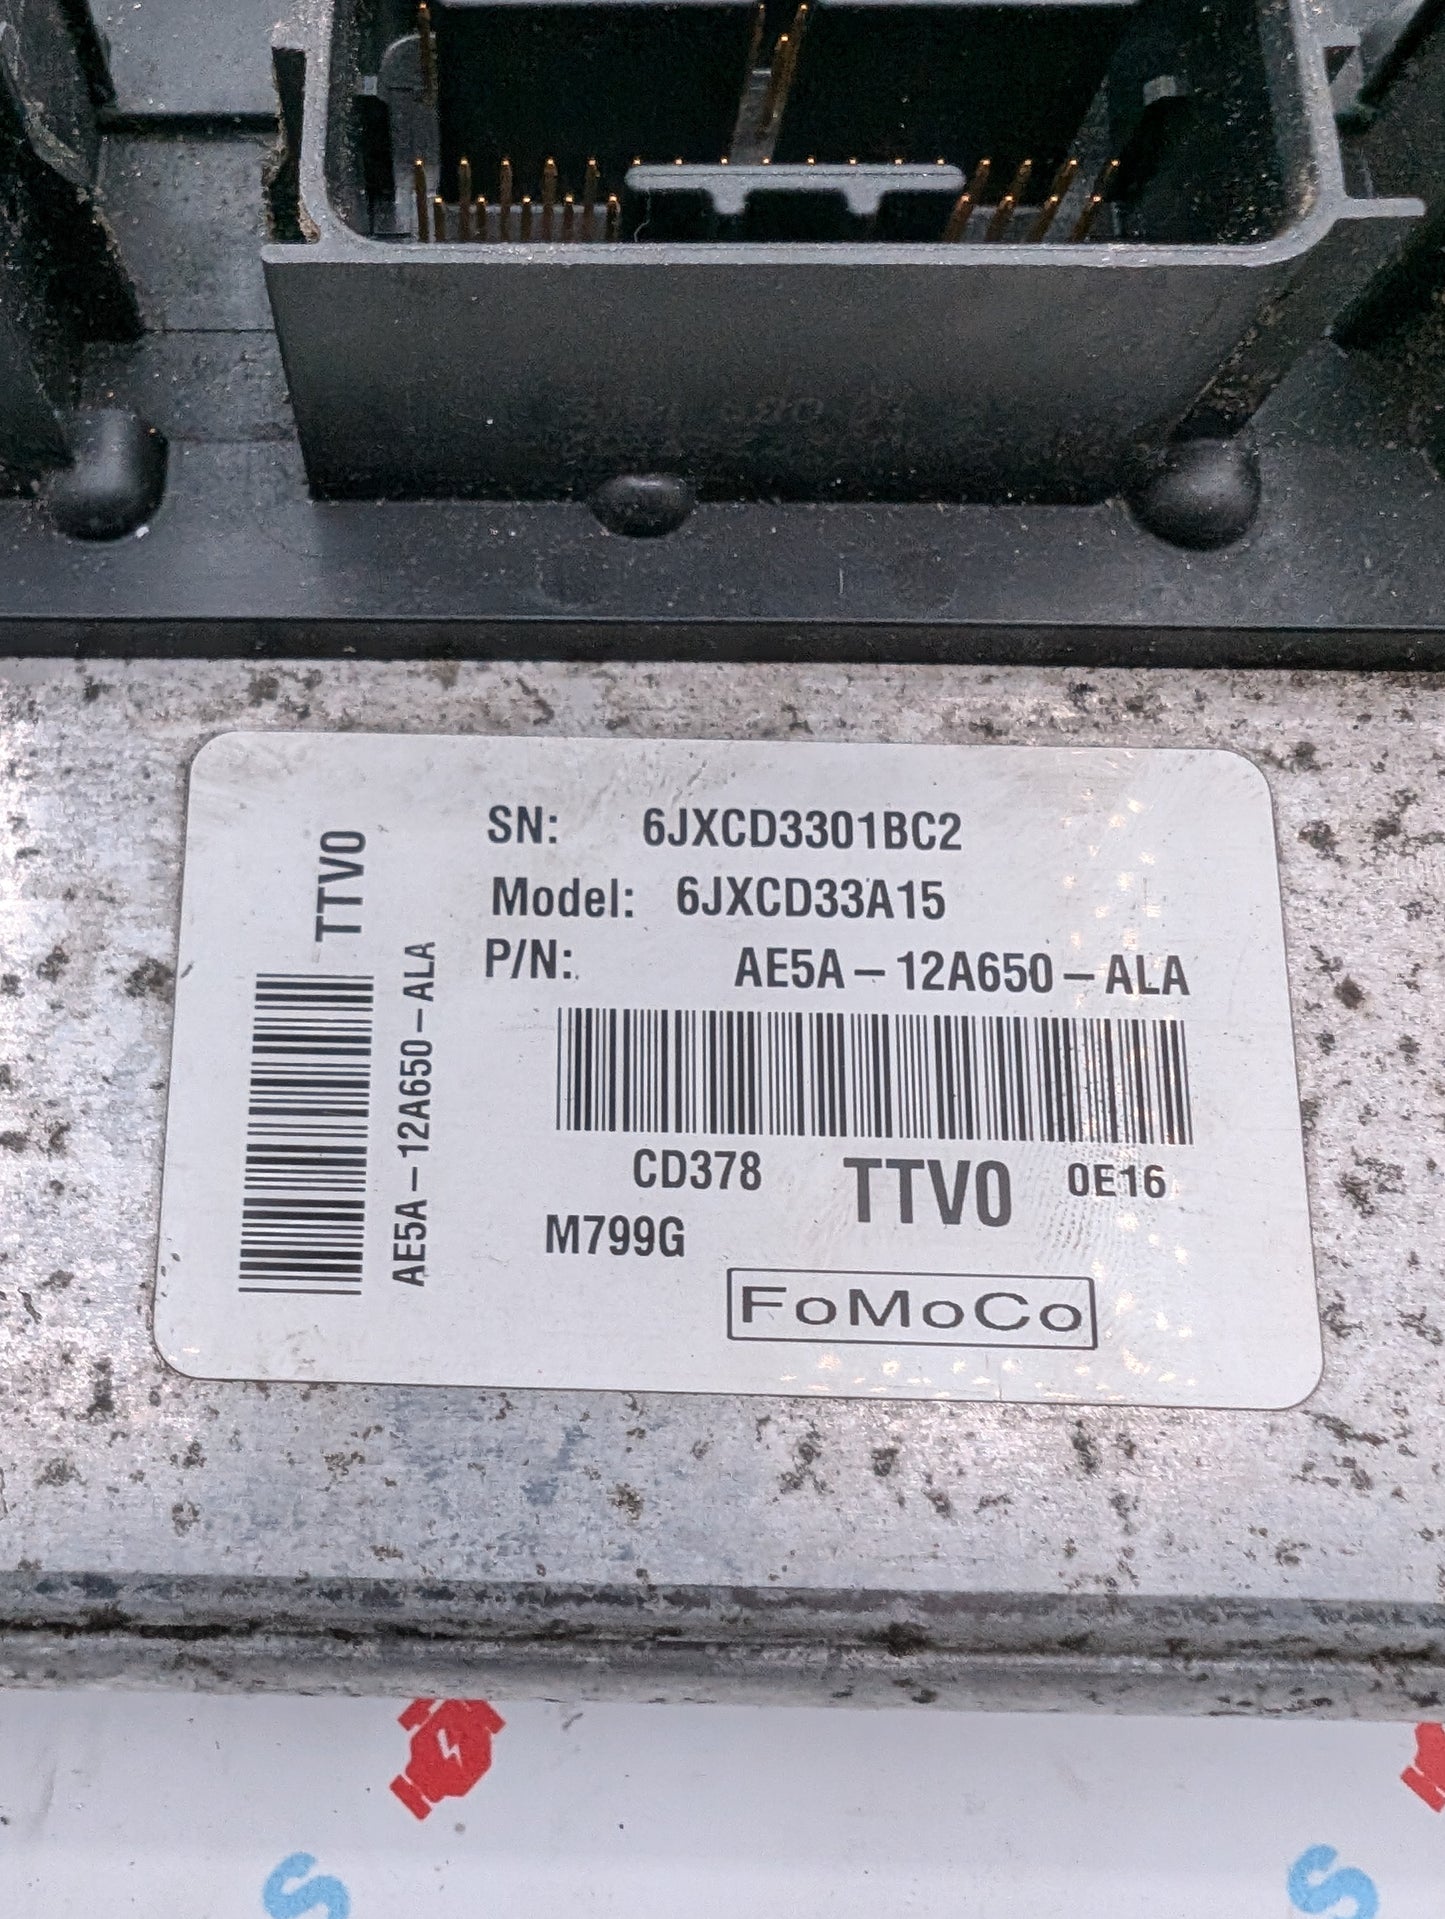 SN: 6JXCD3301BC2
Model: 6JXCD33A15
P/N: AE5A-12A650-ALA
CD378 TTV0 0E16
M799G
FoMoCo
TTV0
AE5A-12A650-ALA
S
S